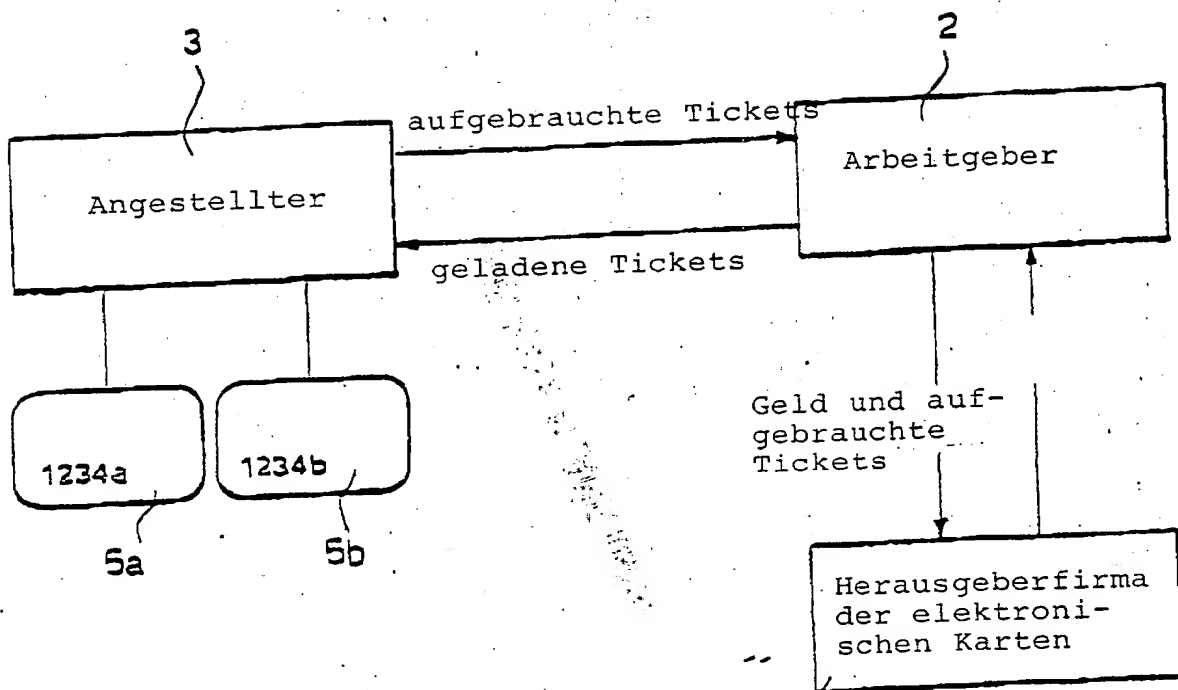 3
2
aufgebrauchte Tickets
Arbeitgeber
Angestellter
geladene Tickets
Geld und auf-
gebrauchte
Tickets
1234a
1234b
5a
5b
Herausgeberfirma
der elektroni-
schen Karten